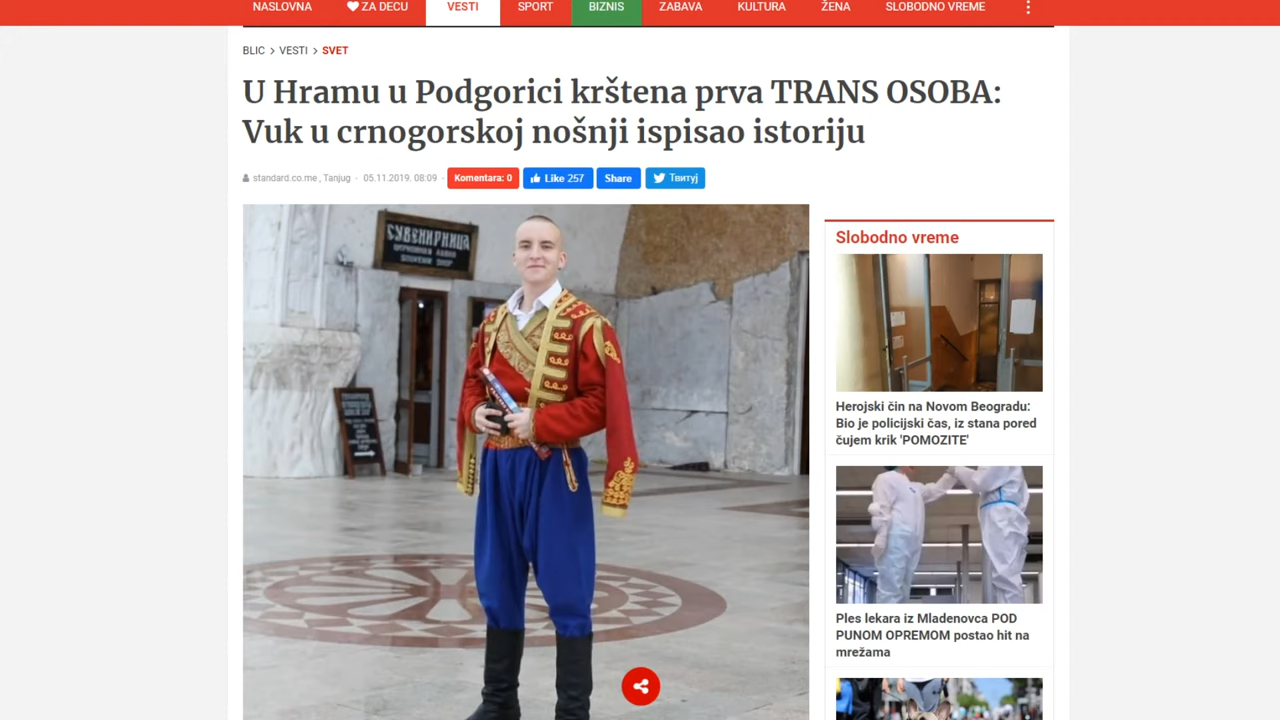 NASLOVNA ZA DECU VESTI SPORT BIZNIS ZABAVA KULTURA ŽENA SLOBODNO VREME
BLIC > VESTI > SVET
U Hramu u Podgorici krštena prva TRANS OSOBA:
Vuk u crnogorskoj nošnji ispisao istoriju
standard.co.me , Tanjug - 05.11.2019. 08:09 - Komentara: 0 Like 257 Share Твитуј
СУВЕНИРНИЦА
Slobodno vreme
Herojski čin na Novom Beogradu:
Bio je policijski čas, iz stana pored
čujem krik 'POMOZITE'
Ples lekara iz Mladenovca POD
PUNOM OPREMOM postao hit na
mrežama